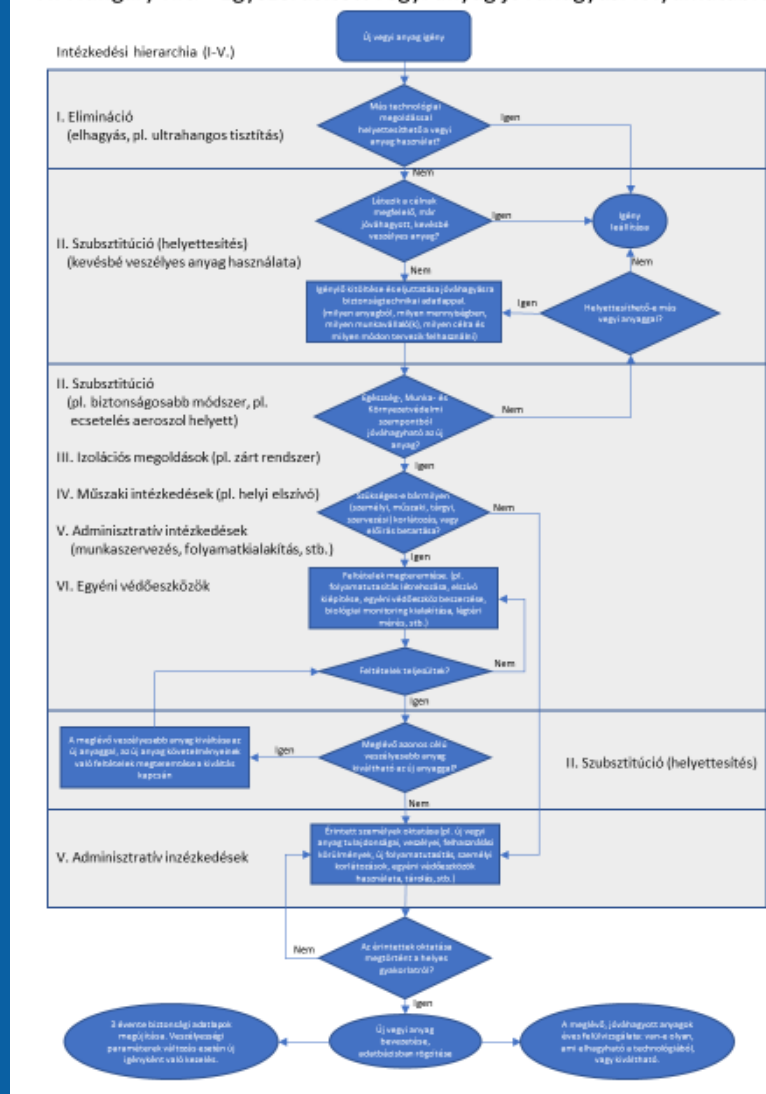 Új vegyi anyag igény
Intézkedési hierarchia (I-V.)
I. Elimináció
(elhagyás, pl. ultrahangos tisztítás)
Más technológiai
megoldással
helyettesíthető a vegyi
anyag használat?
Igen
Nem
Létezik a célnak
megfelelő, már
jóváhagyott, kevésbé
veszélyes anyag?
Igen
Igény
leállítása
II. Szubsztitúció (helyettesítés)
(kevésbé veszélyes anyag használata)
Nem
Nem
Igénylő kitöltése és eljuttatása jóváhagyásra
biztonságtechnikai adatlappal.
(milyen anyagból, milyen mennyiségben,
milyen munkavállaló(k), milyen célra és
milyen módon tervezik felhasználni)
Igen
Helyettesíthető-e más
vegyi anyaggal?
II. Szubsztitúció
(pl. biztonságosabb módszer, pl.
ecsetelés aeroszol helyett)
Egészség-, Munka- és
Környezetvédelmi
szempontból
jóváhagyható az új
anyag?
Nem
III. Izolációs megoldások (pl. zárt rendszer)
Igen
IV. Műszaki intézkedések (pl. helyi elszívó)
Szükséges-e bármilyen
(személyi, műszaki, tárgyi,
szervezési) korlátozás, vagy
előírás betartása?
Nem
V. Adminisztratív intézkedések
(munkaszervezés, folyamatkialakítás, stb.)
Igen
VI. Egyéni védőeszközök
Feltételek megteremtése. (pl.
folyamatutasítás létrehozása, elszívó
kiépítése, egyéni védőeszköz beszerzése,
biológiai monitoring kialakítása, légtéri
mérés, stb.)
Feltételek teljesültek?
Nem
Igen
A meglévő veszélyesebb anyag kiváltása az
új anyaggal, az új anyag követelményeinek
való feltételek megteremtése a kiváltás
kapcsán
Igen
Meglévő azonos célú
veszélyesebb anyag
kiváltható az új anyaggal?
II. Szubsztitúció (helyettesítés)
Nem
V. Adminisztratív inzézkedések
Érintett személyek oktatása (pl. új vegyi
anyag tulajdonságai, veszélyei, felhasználási
körülmények, új folyamatutasítás, személyi
korlátozások, egyéni védőeszközök
használata, tárolás, stb.)
Nem
Az érintettek oktatása
megtörtént a helyes
gyakorlatról?
Igen
3 évente biztonsági adatlapok
megújítása. Veszélyességi
paraméterek változás esetén új
igényként való kezelés.
Új vegyi anyag
bevezetése,
adatbázisban rögzítése
A meglévő, jóváhagyott anyagok
éves felülvizsgálata: van-e olyan,
ami elhagyható a technológiából,
vagy kiváltható.